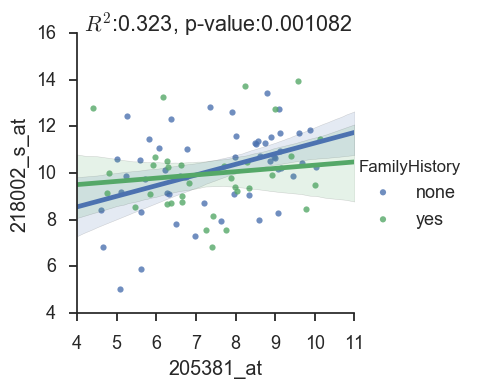 R²:0.323, p-value:0.001082
16
14
12
10
8
6
4
218002_s_at
4 5 6 7 8 9 10 11
205381_at
FamilyHistory
none
yes